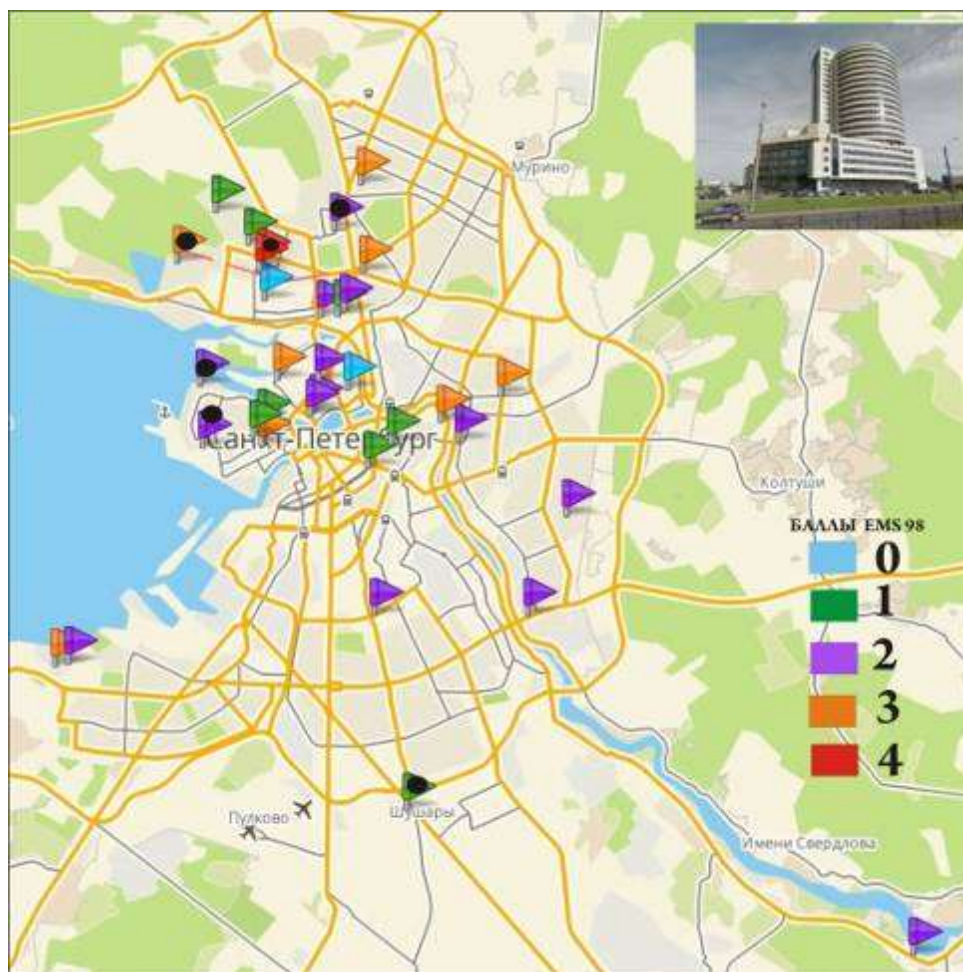 Мурино
Санкт-Петербург
Колтуши
БАЛЛЫ EMS 98
0
1
2
3
4
Пулково
Шушары
Имени Свердлова